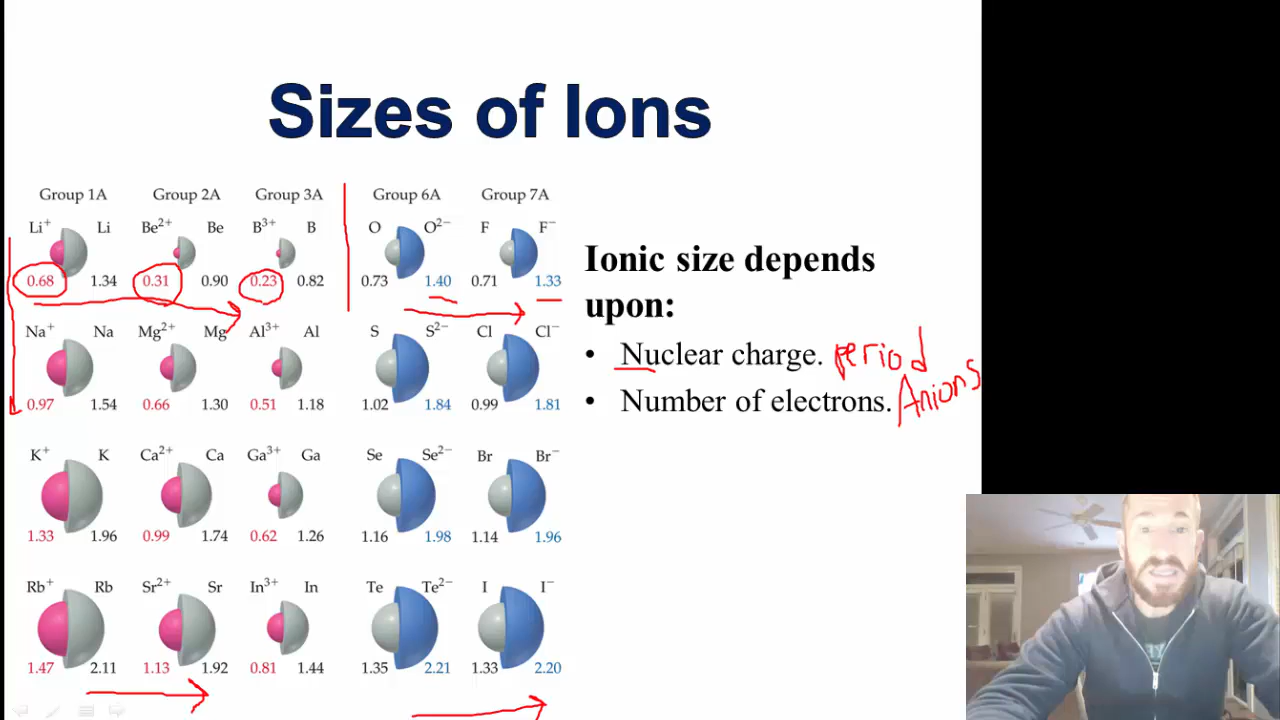 Sizes of Ions
Group 1A Group 2A Group 3A Group 6A Group 7A
Li⁺ Li Be²⁺ Be B³⁺ B O O²⁻ F F⁻
0.68 1.34 0.31 0.90 0.23 0.82 0.73 1.40 0.71 1.33
Na⁺ Na Mg²⁺ Mg Al³⁺ Al S S²⁻ Cl Cl⁻
0.97 1.54 0.66 1.30 0.51 1.18 1.02 1.84 0.99 1.81
K⁺ K Ca²⁺ Ca Ga³⁺ Ga Se Se²⁻ Br Br⁻
1.33 1.96 0.99 1.74 0.62 1.26 1.16 1.98 1.14 1.96
Rb⁺ Rb Sr²⁺ Sr In³⁺ In Te Te²⁻ I I⁻
1.47 2.11 1.13 1.92 0.81 1.44 1.35 2.21 1.33 2.20
Ionic size depends
upon:
• Nuclear charge. period
• Number of electrons. Anions